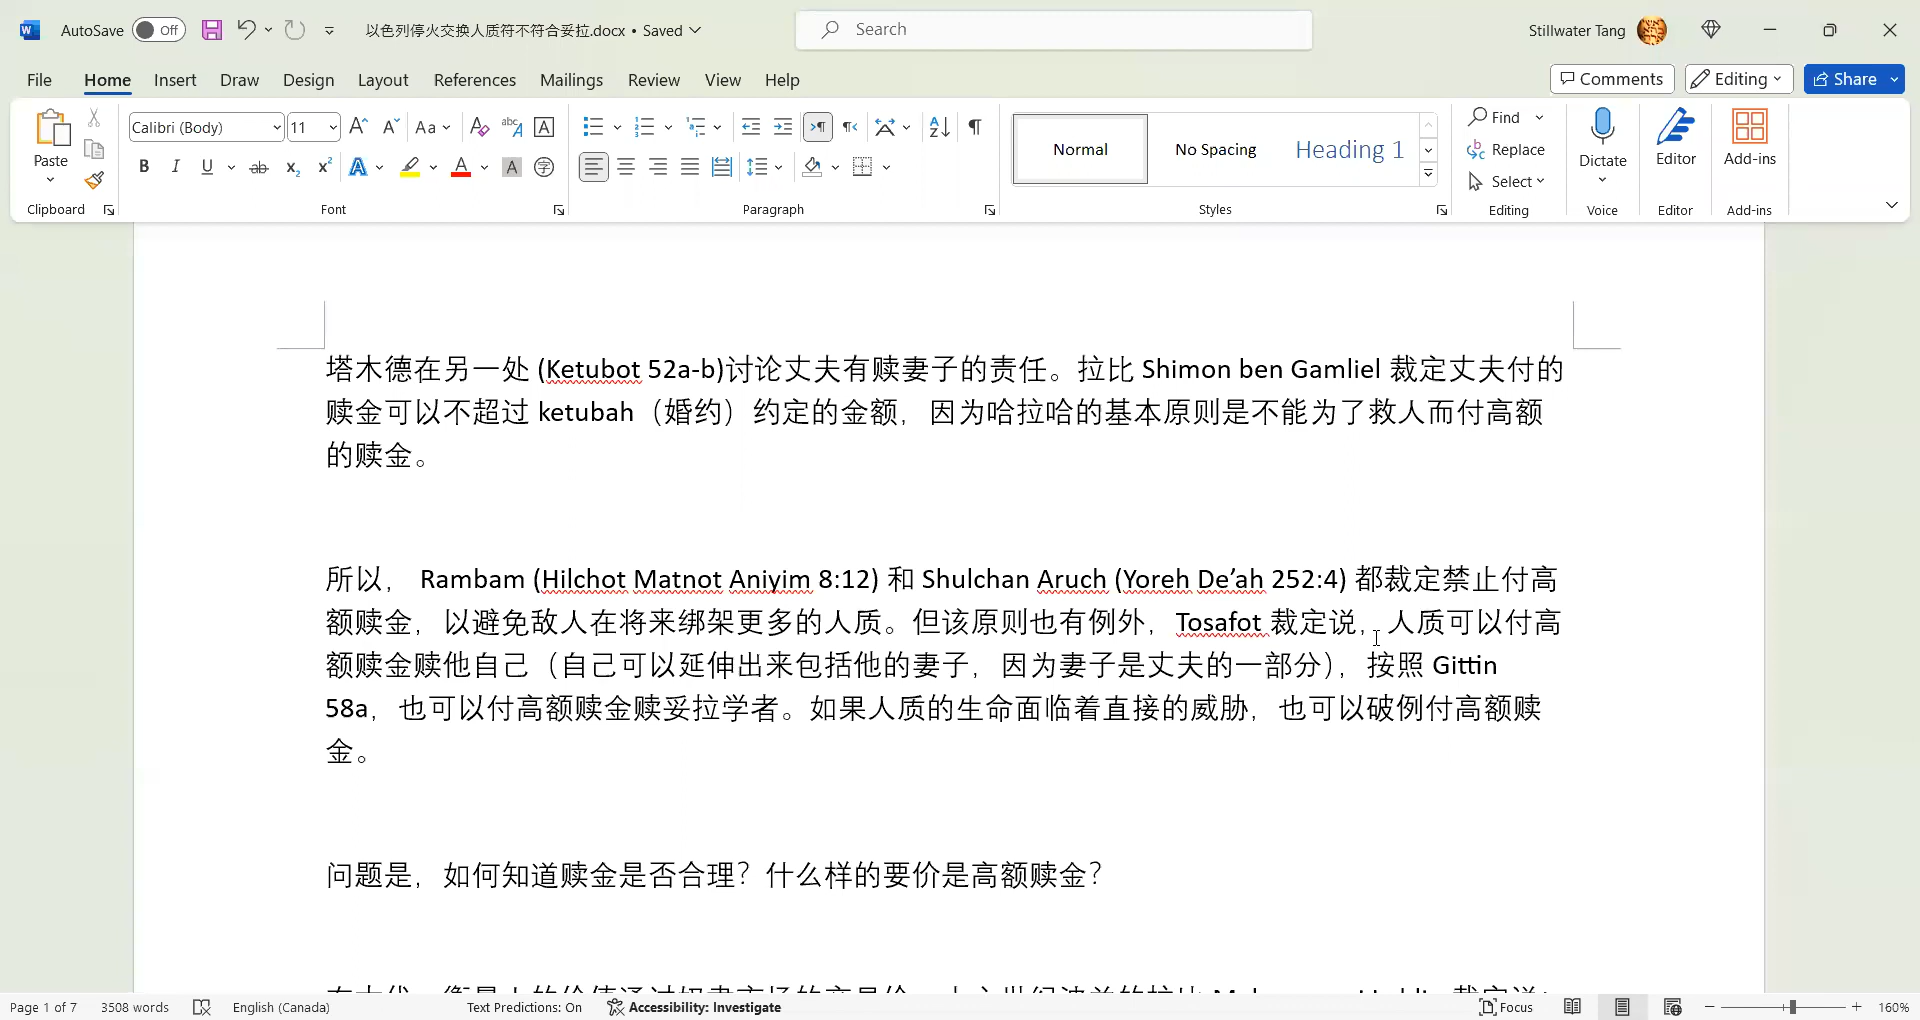 AutoSave Off 以色列停火交换人质符不符合妥拉.docx • Saved Search Stillwater Tang
File Home Insert Draw Design Layout References Mailings Review View Help Comments Editing Share
Calibri (Body) 11
Paste
Normal No Spacing Heading 1
Find
Replace
Select
Dictate Editor Add-ins
Clipboard Font Paragraph Styles Editing Voice Editor Add-ins
塔木德在另一处 (Ketubot 52a-b)讨论丈夫有赎妻子的责任。拉比 Shimon ben Gamliel 裁定丈夫付的
赎金可以不超过 ketubah（婚约）约定的金额，因为哈拉哈的基本原则是不能为了救人而付高额
的赎金。
所以， Rambam (Hilchot Matnot Aniyim 8:12) 和 Shulchan Aruch (Yoreh De’ah 252:4) 都裁定禁止付高
额赎金，以避免敌人在将来绑架更多的人质。但该原则也有例外，Tosafot 裁定说，人质可以付高
额赎金赎他自己（自己可以延伸出来包括他的妻子，因为妻子是丈夫的一部分），按照 Gittin
58a，也可以付高额赎金赎妥拉学者。如果人质的生命面临着直接的威胁，也可以破例付高额赎
金。
问题是，如何知道赎金是否合理？什么样的要价是高额赎金？
Page 1 of 7 3508 words English (Canada) Text Predictions: On Accessibility: Investigate Focus 160%